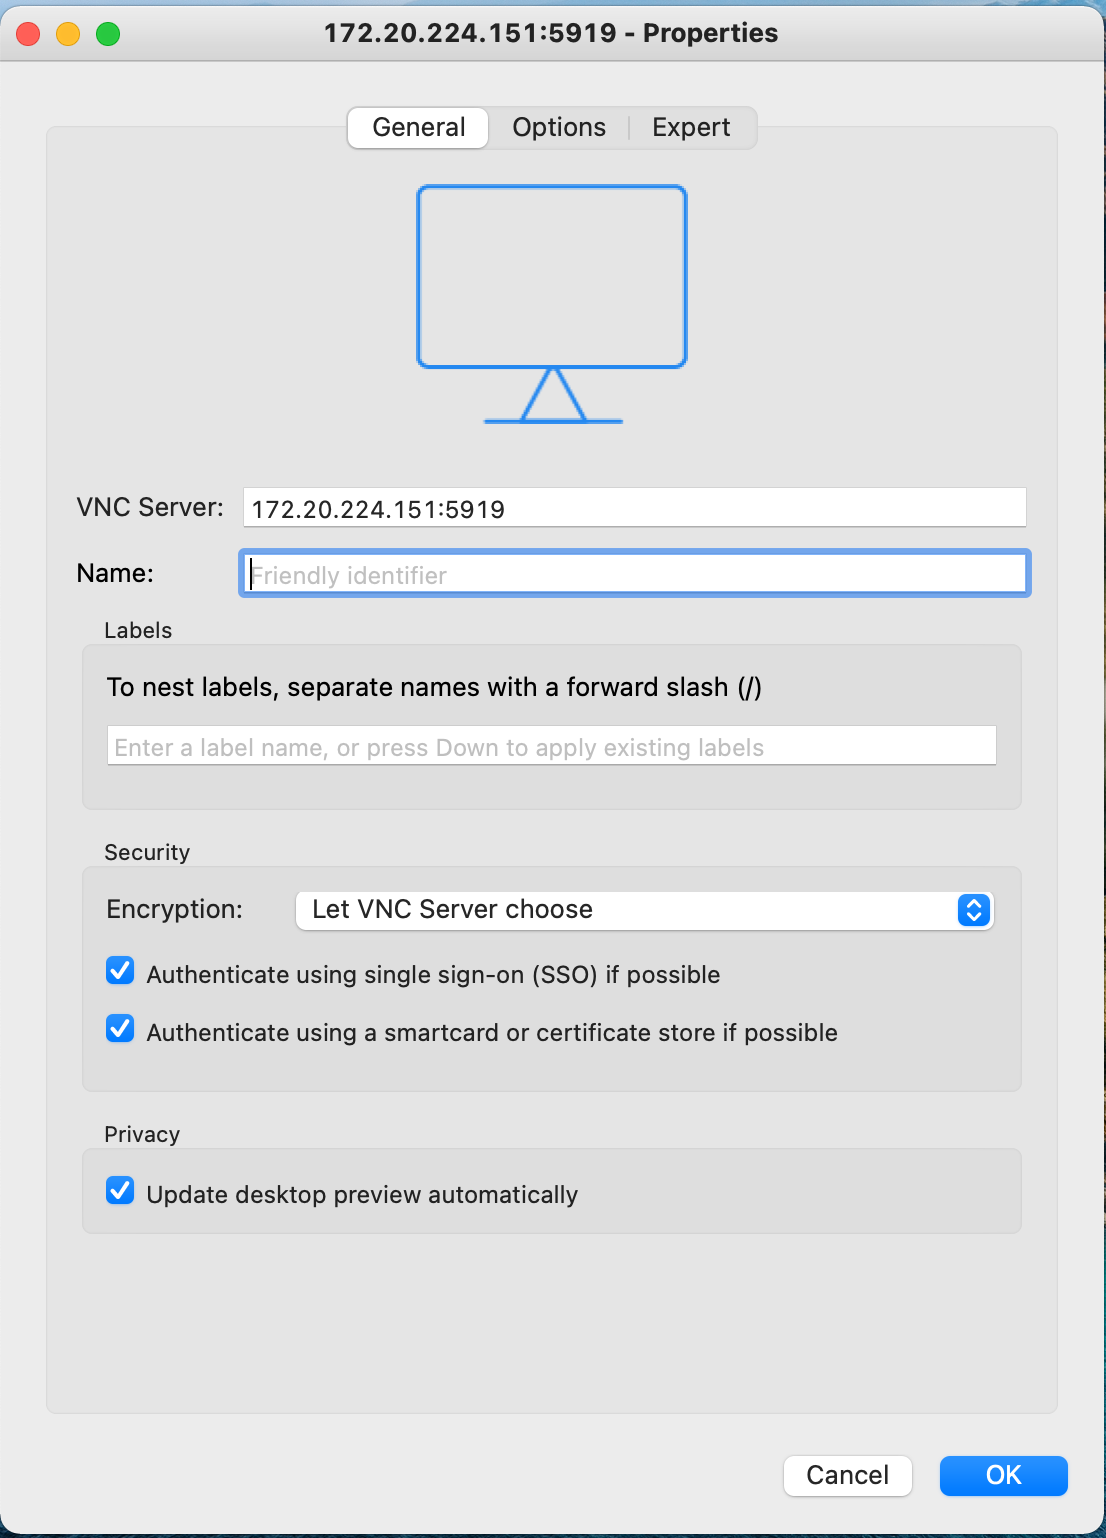 172.20.224.151:5919 - Properties
General Options Expert
VNC Server: 172.20.224.151:5919
Name: Friendly identifier
Labels
To nest labels, separate names with a forward slash (/)
Enter a label name, or press Down to apply existing labels
Security
Encryption: Let VNC Server choose
Authenticate using single sign-on (SSO) if possible
Authenticate using a smartcard or certificate store if possible
Privacy
Update desktop preview automatically
Cancel OK